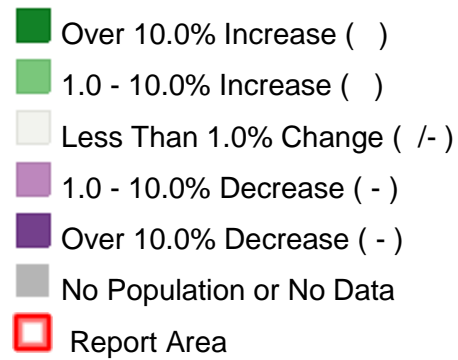 Over 10.0% Increase ( )
1.0 - 10.0% Increase ( )
Less Than 1.0% Change ( /- )
1.0 - 10.0% Decrease ( - )
Over 10.0% Decrease ( - )
No Population or No Data
Report Area